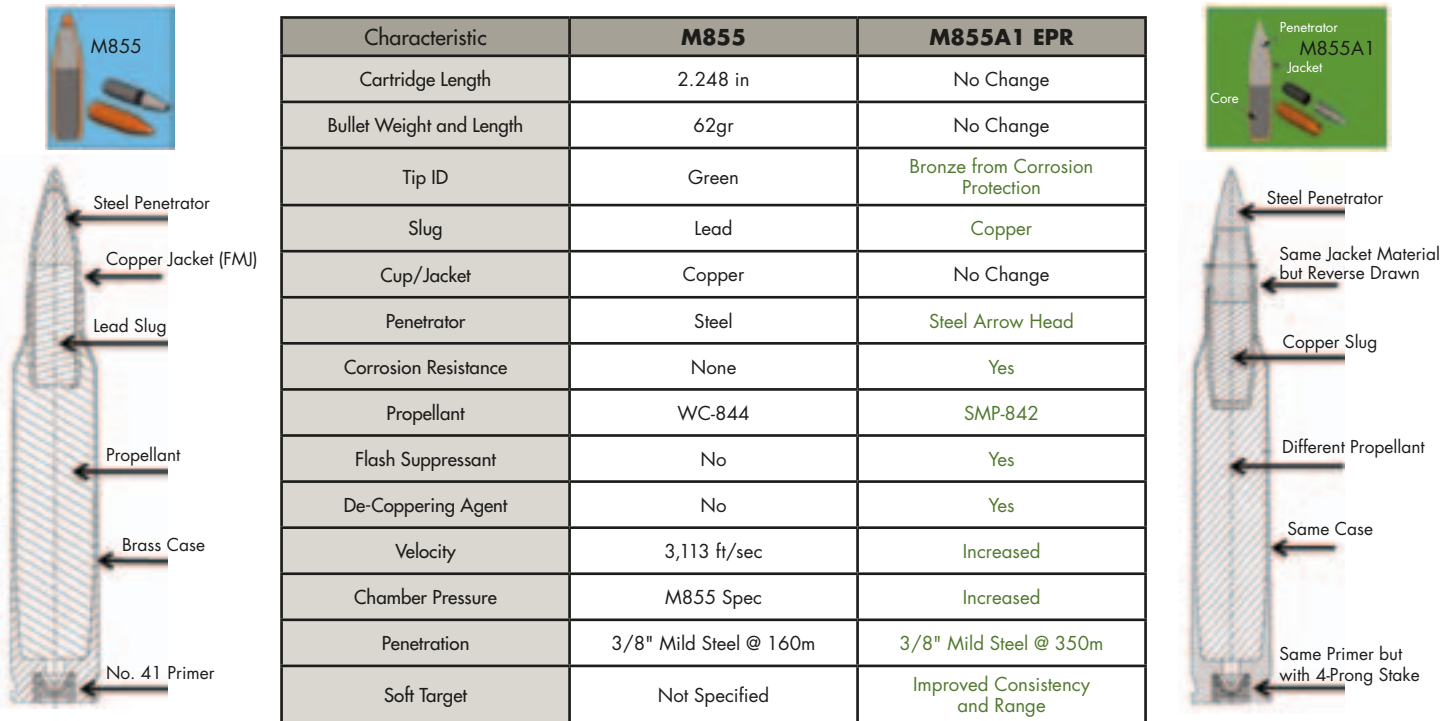 M855
Steel Penetrator
Copper Jacket (FMJ)
Lead Slug
Propellant
Brass Case
No. 41 Primer
Characteristic M855 M855A1 EPR
Cartridge Length 2.248 in No Change
Bullet Weight and Length 62gr No Change
Tip ID Green Bronze from Corrosion
Protection
Slug Lead Copper
Cup/Jacket Copper No Change
Penetrator Steel Steel Arrow Head
Corrosion Resistance None Yes
Propellant WC-844 SMP-842
Flash Suppressant No Yes
De-Coppering Agent No Yes
Velocity 3,113 ft/sec Increased
Chamber Pressure M855 Spec Increased
Penetration 3/8" Mild Steel @ 160m 3/8" Mild Steel @ 350m
Soft Target Not Specified Improved Consistency
and Range
Penetrator
M855A1
Jacket
Core
Steel Penetrator
Same Jacket Material
but Reverse Drawn
Copper Slug
Different Propellant
Same Case
Same Primer but
with 4-Prong Stake